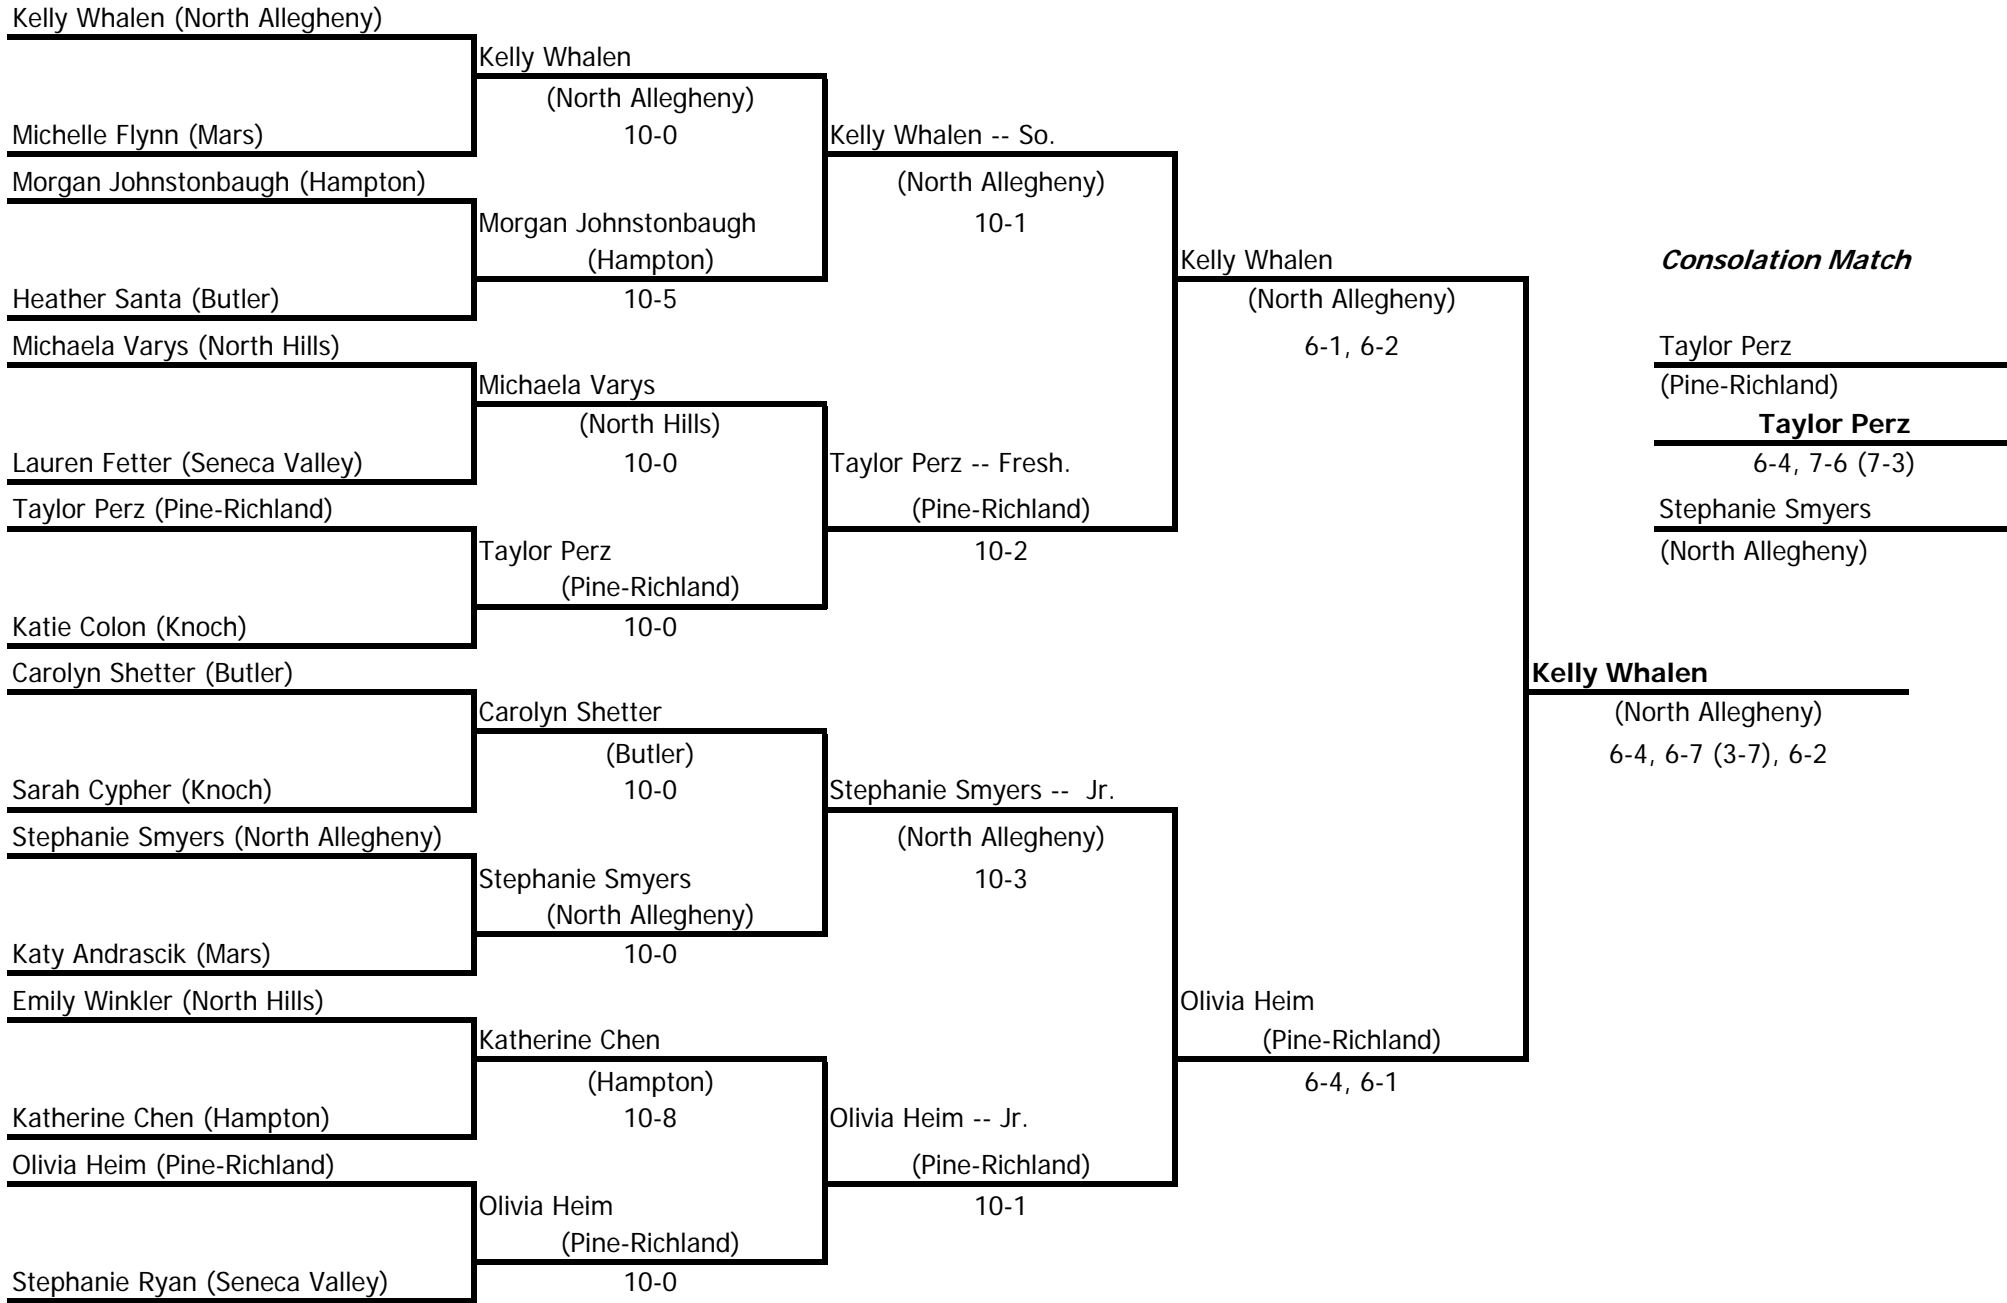 Kelly Whalen (North Allegheny)
Michelle Flynn (Mars)
Morgan Johnstonbaugh (Hampton)
Heather Santa (Butler)
Michaela Varys (North Hills)
Lauren Fetter (Seneca Valley)
Taylor Perz (Pine-Richland)
Katie Colon (Knoch)
Carolyn Shetter (Butler)
Sarah Cypher (Knoch)
Stephanie Smyers (North Allegheny)
Katy Andrascik (Mars)
Emily Winkler (North Hills)
Katherine Chen (Hampton)
Olivia Heim (Pine-Richland)
Stephanie Ryan (Seneca Valley)
Kelly Whalen
(North Allegheny)
10-0
Morgan Johnstonbaugh
(Hampton)
10-5
Michaela Varys
(North Hills)
10-0
Taylor Perz
(Pine-Richland)
10-0
Carolyn Shetter
(Butler)
10-0
Stephanie Smyers
(North Allegheny)
10-0
Katherine Chen
(Hampton)
10-8
Olivia Heim
(Pine-Richland)
10-0
Kelly Whalen -- So.
(North Allegheny)
10-1
Taylor Perz -- Fresh.
(Pine-Richland)
10-2
Stephanie Smyers --  Jr.
(North Allegheny)
10-3
Olivia Heim -- Jr.
(Pine-Richland)
10-1
Kelly Whalen
(North Allegheny)
6-1, 6-2
Olivia Heim
(Pine-Richland)
6-4, 6-1
Kelly Whalen
(North Allegheny)
6-4, 6-7 (3-7), 6-2
Consolation Match
Taylor Perz
(Pine-Richland)
Taylor Perz
6-4, 7-6 (7-3)
Stephanie Smyers
(North Allegheny)